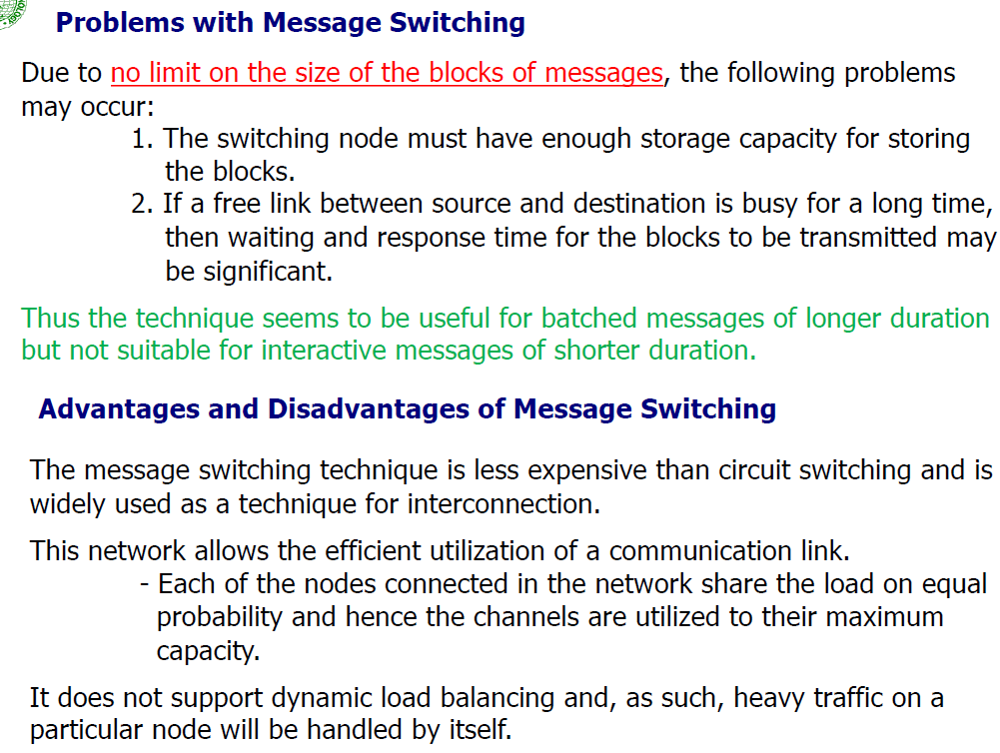 Problems with Message Switching
Due to no limit on the size of the blocks of messages, the following problems
may occur:
1. The switching node must have enough storage capacity for storing
the blocks.
2. If a free link between source and destination is busy for a long time,
then waiting and response time for the blocks to be transmitted may
be significant.
Thus the technique seems to be useful for batched messages of longer duration
but not suitable for interactive messages of shorter duration.
Advantages and Disadvantages of Message Switching
The message switching technique is less expensive than circuit switching and is
widely used as a technique for interconnection.
This network allows the efficient utilization of a communication link.
- Each of the nodes connected in the network share the load on equal
probability and hence the channels are utilized to their maximum
capacity.
It does not support dynamic load balancing and, as such, heavy traffic on a
particular node will be handled by itself.